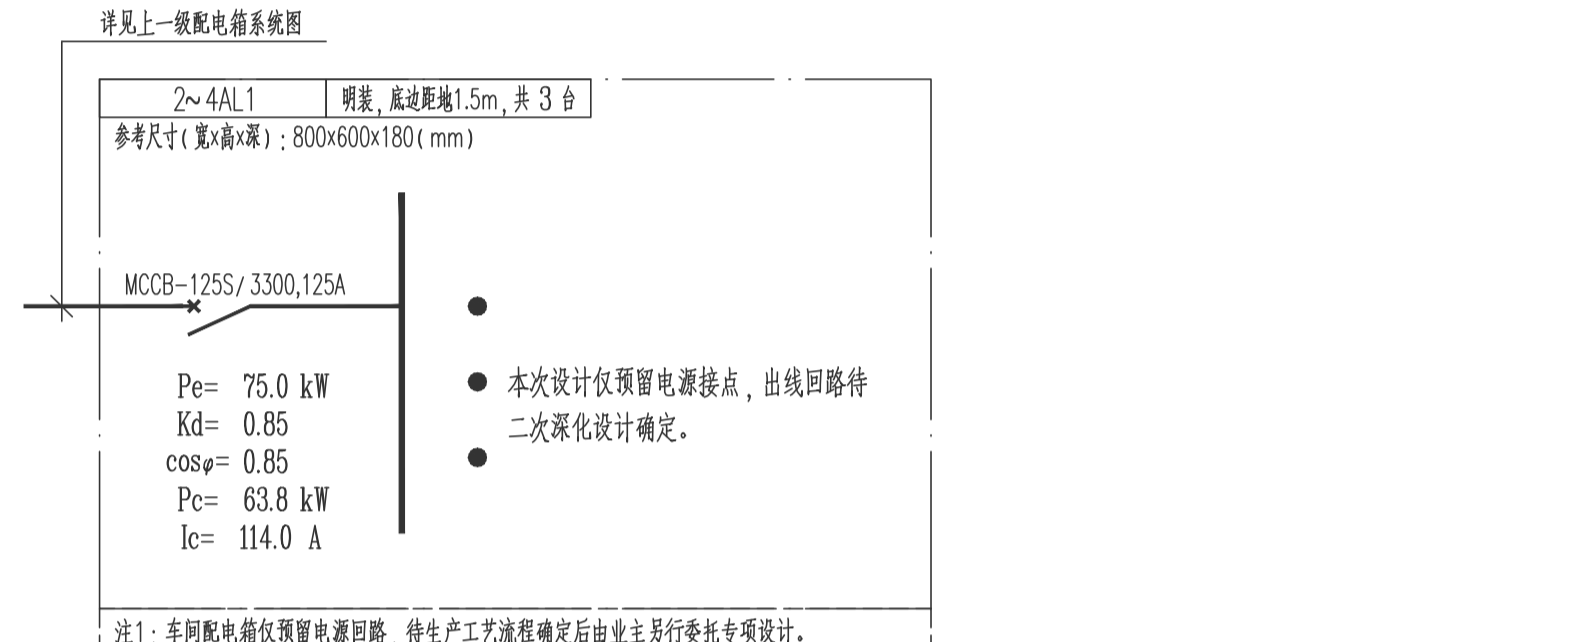 详见上一级配电箱系统图
2~4AL1 明装,底边距地1.5m,共 3 台
参考尺寸(宽x高x深):800x600x180(mm)
MCCB-125S/3300,125A
Pe= 75.0 kW
Kd= 0.85
cosφ= 0.85
Pc= 63.8 kW
Ic= 114.0 A
本次设计仅预留电源接点,出线回路待
二次深化设计确定。
注1:车间配电箱仅预留电源回路,待生产工艺流程确定后由业主另行委托专项设计。